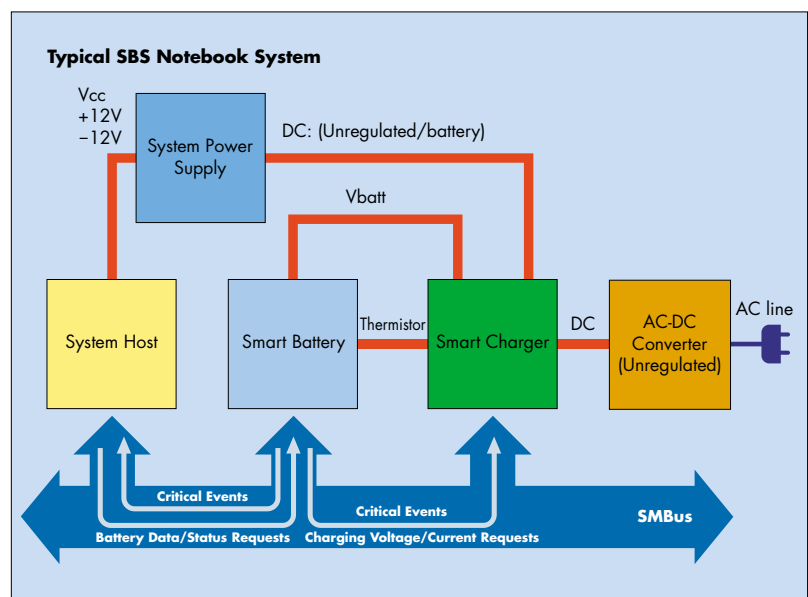 Typical SBS Notebook System
Vcc
+12V
−12V
System Power
Supply
DC: (Unregulated/battery)
Vbatt
System Host
Smart Battery
Thermistor
Smart Charger
DC
AC-DC
Converter
(Unregulated)
AC line
Critical Events
Battery Data/Status Requests
Critical Events
Charging Voltage/Current Requests
SMBus